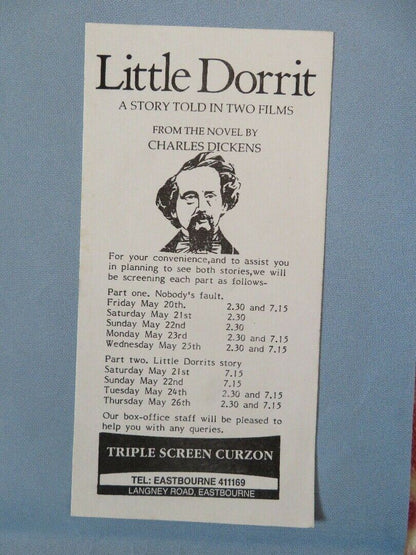 Little Dorrit
A STORY TOLD IN TWO FILMS
FROM THE NOVEL BY
CHARLES DICKENS
For your convenience,and to assist you
in planning to see both stories,we will
be screening each part as follows-
Part one. Nobody's fault.
Friday May 20th. 2.30 and 7.15
Saturday May 21st 2.30
Sunday May 22nd 2.30
Monday May 23rd 2.30 and 7.15
Wednesday May 25th 2.30 and 7.15
Part two. Little Dorrits story
Saturday May 21st 7.15
Sunday May 22nd 7.15
Tuesday May 24th 2.30 and 7.15
Thursday May 26th 2.30 and 7.15
Our box-office staff will be pleased to
help you with any queries.
TRIPLE SCREEN CURZON
TEL: EASTBOURNE 411169
LANGNEY ROAD, EASTBOURNE